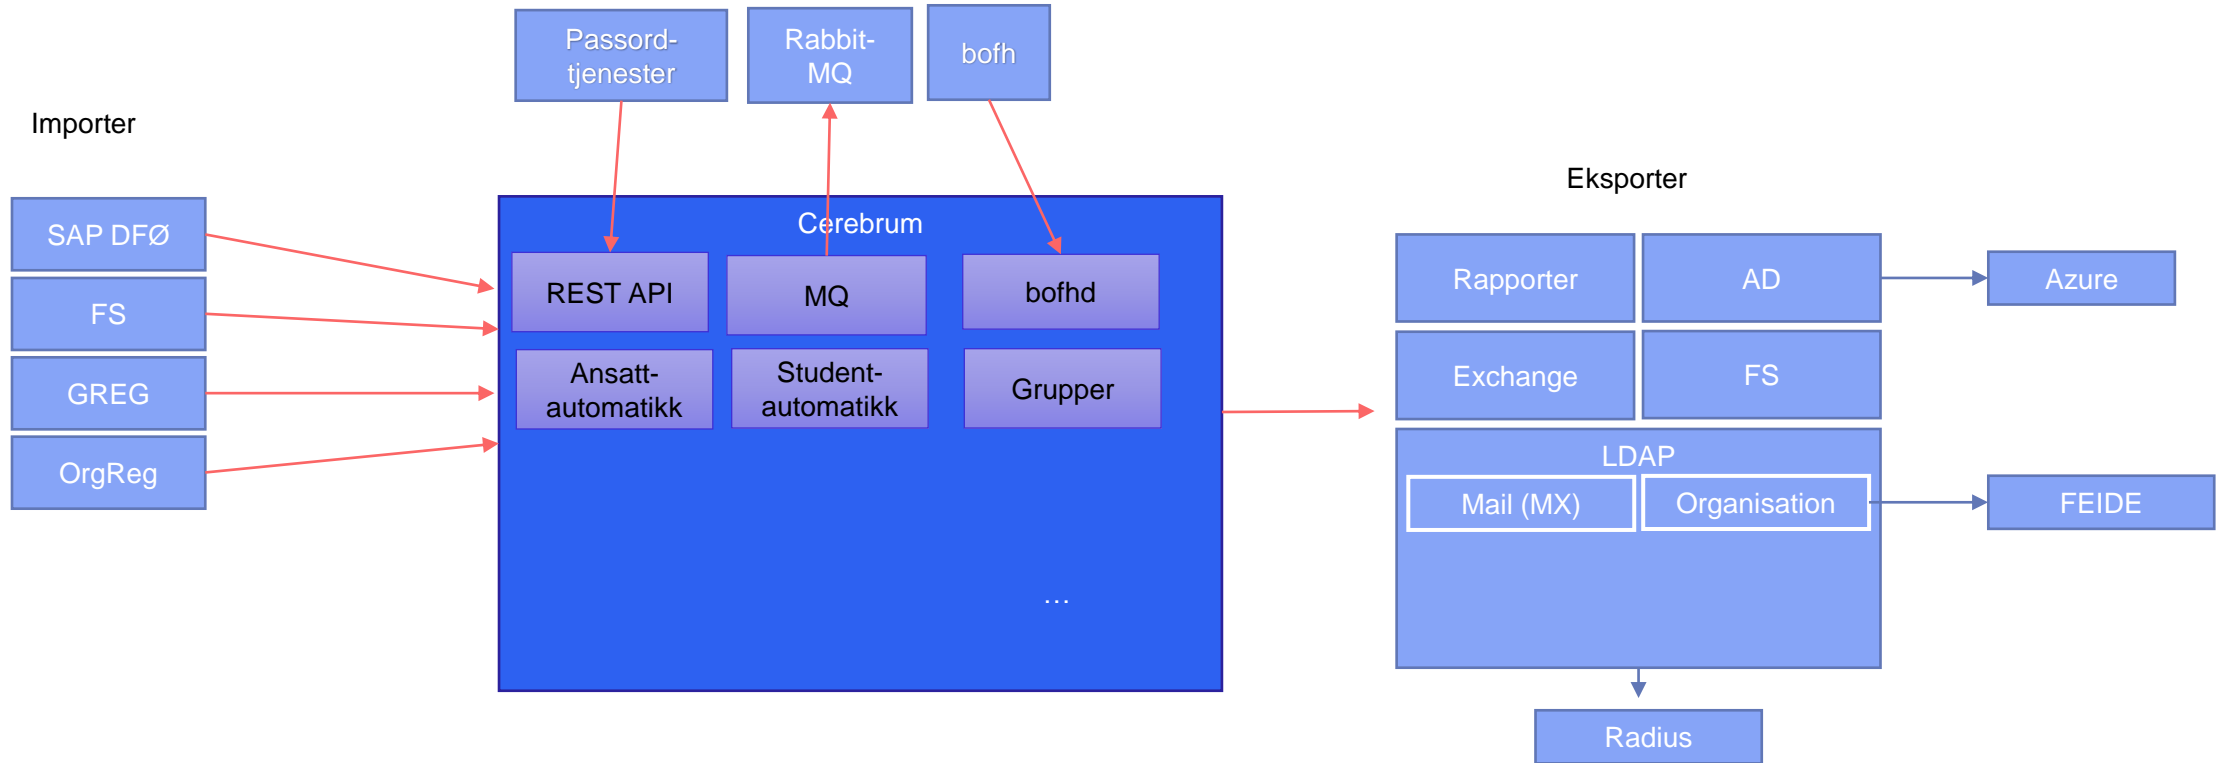 Passord-
tjenester
Rabbit-
MQ
bofh
Importer
SAP DFØ
FS
GREG
OrgReg
Cerebrum
REST API
MQ
bofhd
Ansatt-
automatikk
Student-
automatikk
Grupper
…
Eksporter
Rapporter
AD
Azure
Exchange
FS
LDAP
Mail (MX)
Organisation
FEIDE
Radius